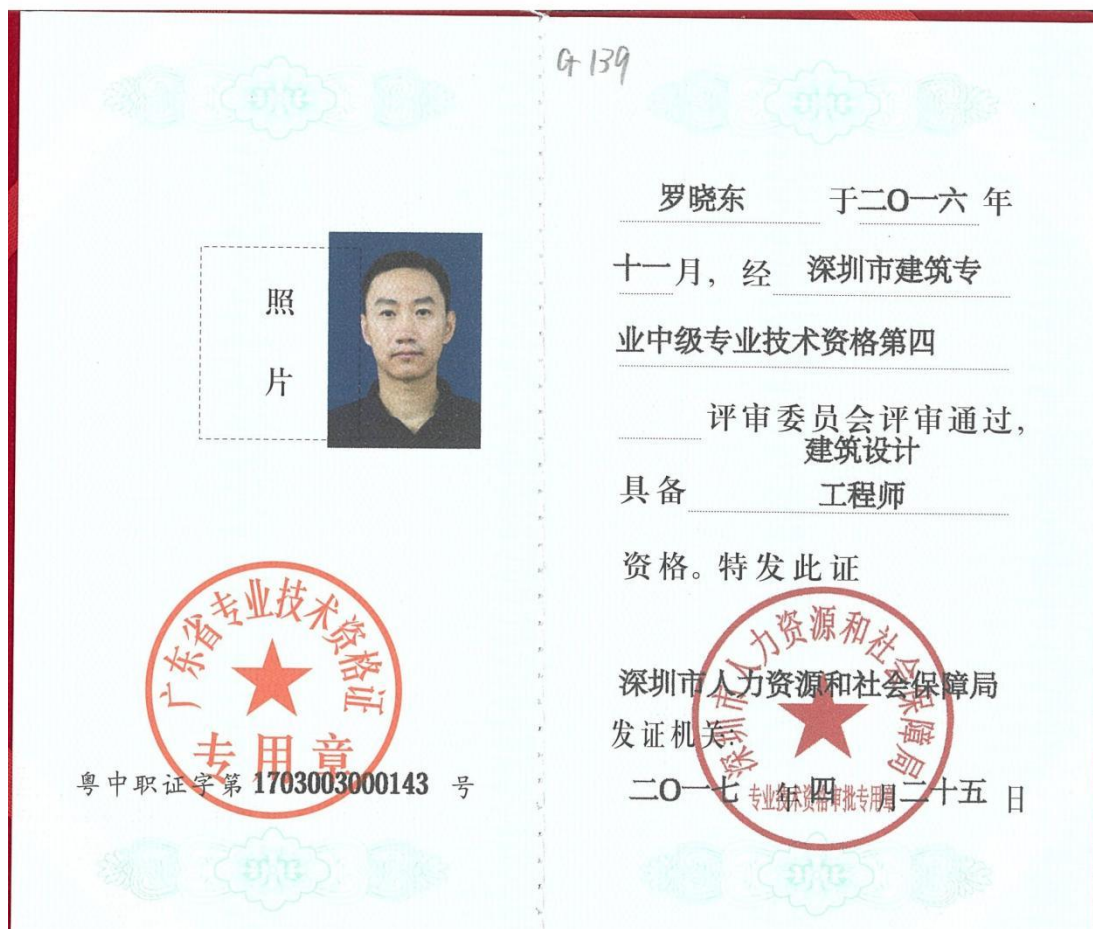 G139
照
片
广东省专业技术资格证
专用章
粤中职证字第 1703003000143 号
罗晓东 于二O一六 年
十一月，经 深圳市建筑专
业中级专业技术资格第四
评审委员会评审通过，
建筑设计
具备 工程师
资格。特发此证
深圳市人力资源和社会保障局
深圳市人力资源和社会保障局
发证机关：
二O一七 年 四 月二十五 日
专业技术资格审批专用章